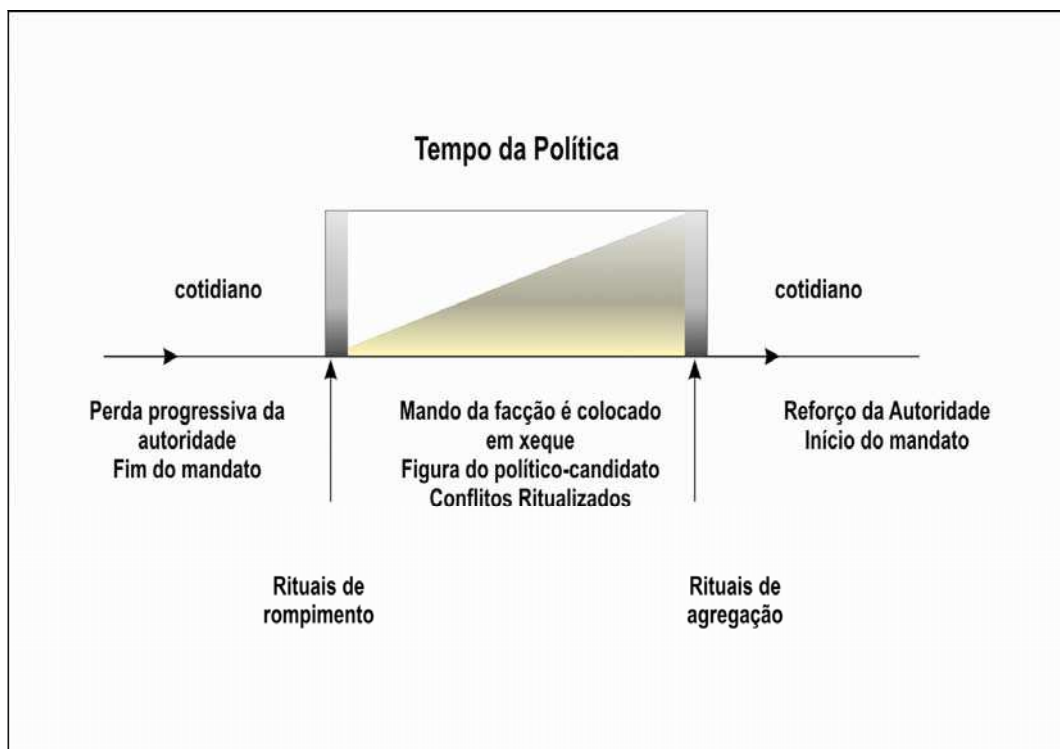 Tempo da Política
cotidiano
cotidiano
Perda progressiva da
autoridade
Fim do mandato
Mando da facção é colocado
em xeque
Figura do político-candidato
Conflitos Ritualizados
Reforço da Autoridade
Início do mandato
Rituais de
rompimento
Rituais de
agregação